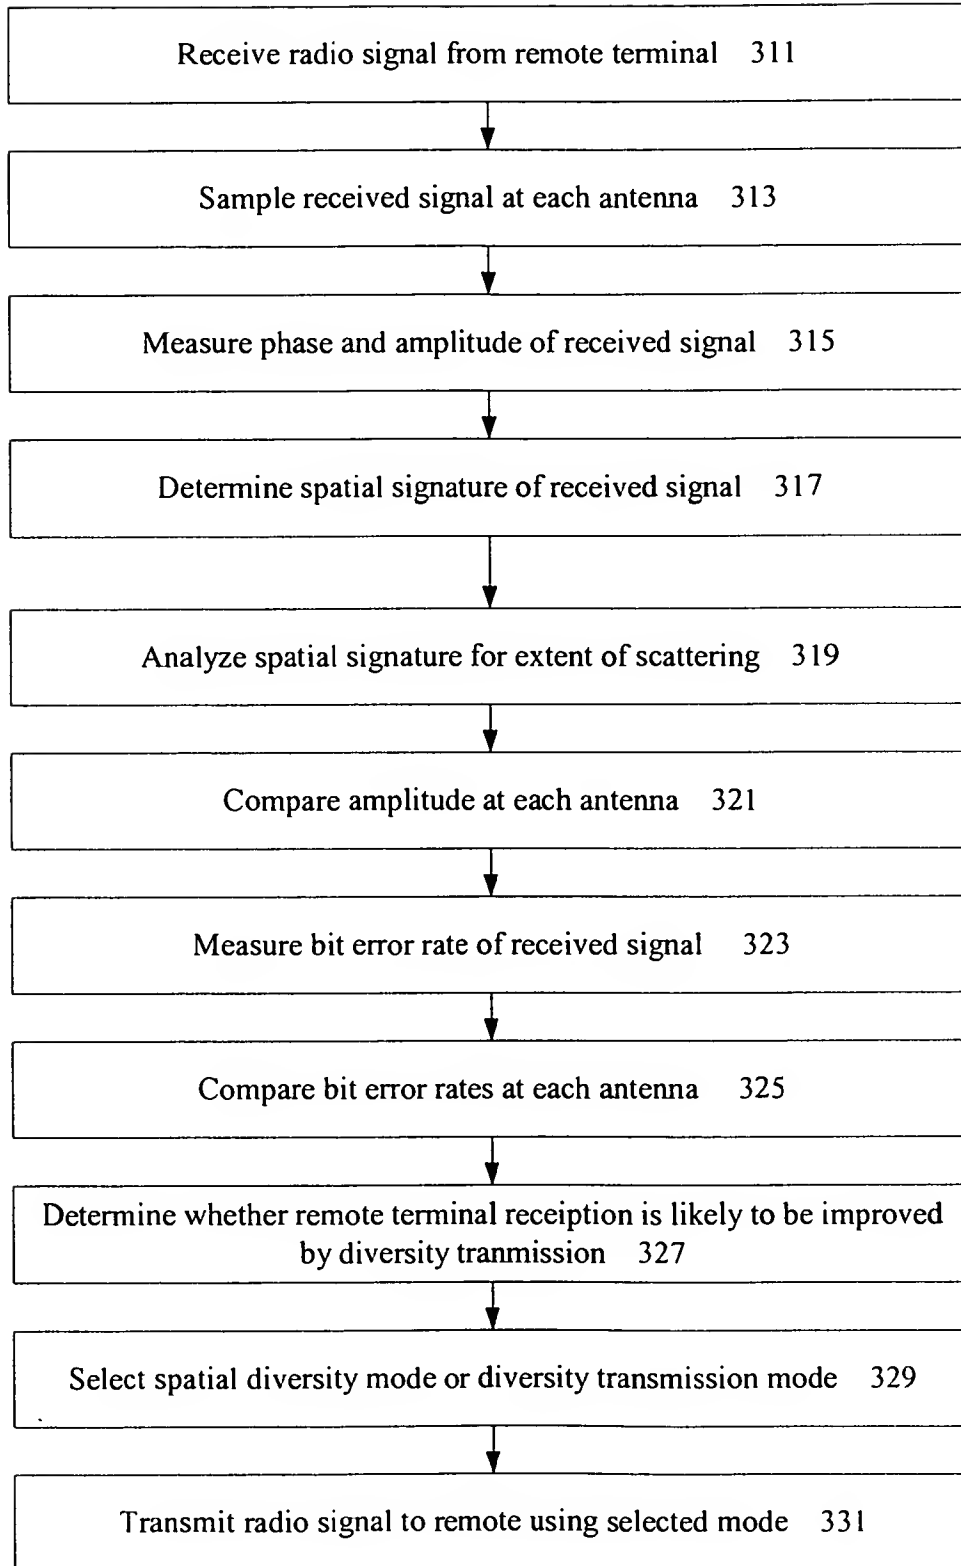 Receive radio signal from remote terminal 311
Sample received signal at each antenna 313
Measure phase and amplitude of received signal 315
Determine spatial signature of received signal 317
Analyze spatial signature for extent of scattering 319
Compare amplitude at each antenna 321
Measure bit error rate of received signal 323
Compare bit error rates at each antenna 325
Determine whether remote terminal receiption is likely to be improved
by diversity tranmission 327
Select spatial diversity mode or diversity transmission mode 329
Transmit radio signal to remote using selected mode 331